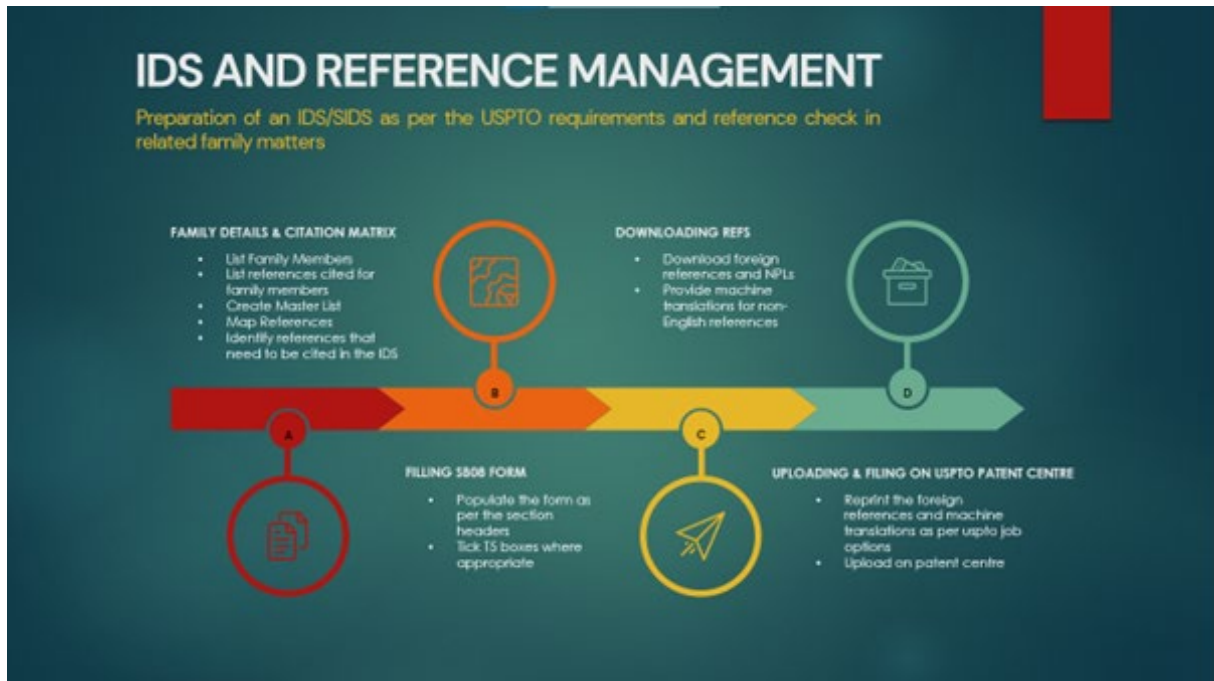 IDS AND REFERENCE MANAGEMENT
Preparation of an IDS/SIDS as per the USPTO requirements and reference check in
related family matters
FAMILY DETAILS & CITATION MATRIX
• List Family Members
• List references cited for
family members
• Create Master List
• Map References
• Identify references that
need to be cited in the IDS
A
B
FILLING SB08 FORM
• Populate the form as
per the section
headers
• Tick T5 boxes where
appropriate
DOWNLOADING REFS
• Download foreign
references and NPLs
• Provide machine
translations for non-
English references
C
D
UPLOADING & FILING ON USPTO PATENT CENTRE
• Reprint the foreign
references and machine
translations as per uspto job
options
• Upload on patent centre